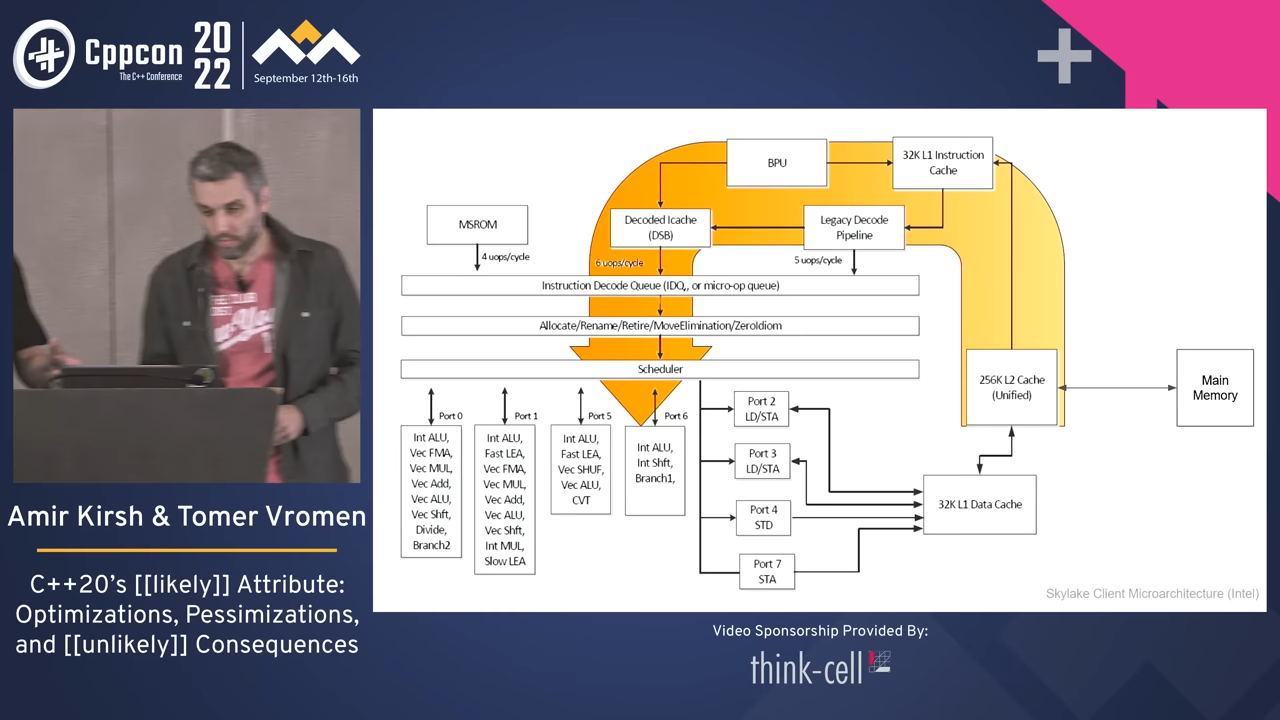 Cppcon
The C++ Conference
20
22
September 12th-16th
BPU
32K L1 Instruction
Cache
MSROM
Decoded Icache
(DSB)
Legacy Decode
Pipeline
4 uops/cycle
6 uops/cycle
5 uops/cycle
Instruction Decode Queue (IDQ,, or micro-op queue)
Allocate/Rename/Retire/MoveElimination/ZeroIdiom
Scheduler
Port 0
Port 1
Port 5
Port 6
Int ALU,
Vec FMA,
Vec MUL,
Vec Add,
Vec ALU,
Vec Shft,
Divide,
Branch2
Int ALU,
Fast LEA,
Vec FMA,
Vec MUL,
Vec Add,
Vec ALU,
Vec Shft,
Int MUL,
Slow LEA
Int ALU,
Fast LEA,
Vec SHUF,
Vec ALU,
CVT
Int ALU,
Int Shft,
Branch1,
Port 2
LD/STA
Port 3
LD/STA
Port 4
STD
Port 7
STA
256K L2 Cache
(Unified)
Main
Memory
32K L1 Data Cache
Skylake Client Microarchitecture (Intel)
Amir Kirsh & Tomer Vromen
C++20's [[likely]] Attribute:
Optimizations, Pessimizations,
and [[unlikely]] Consequences
Video Sponsorship Provided By:
think-cell